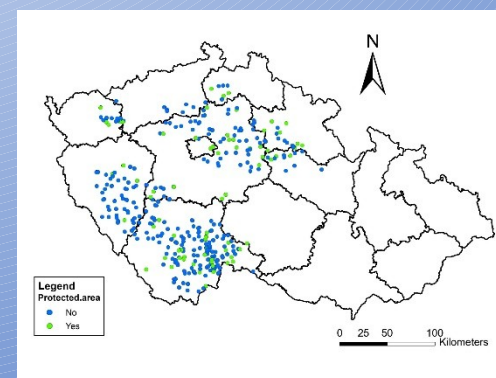 N
Legend
Protected.area
No
Yes
0 25 50 100
Kilometers